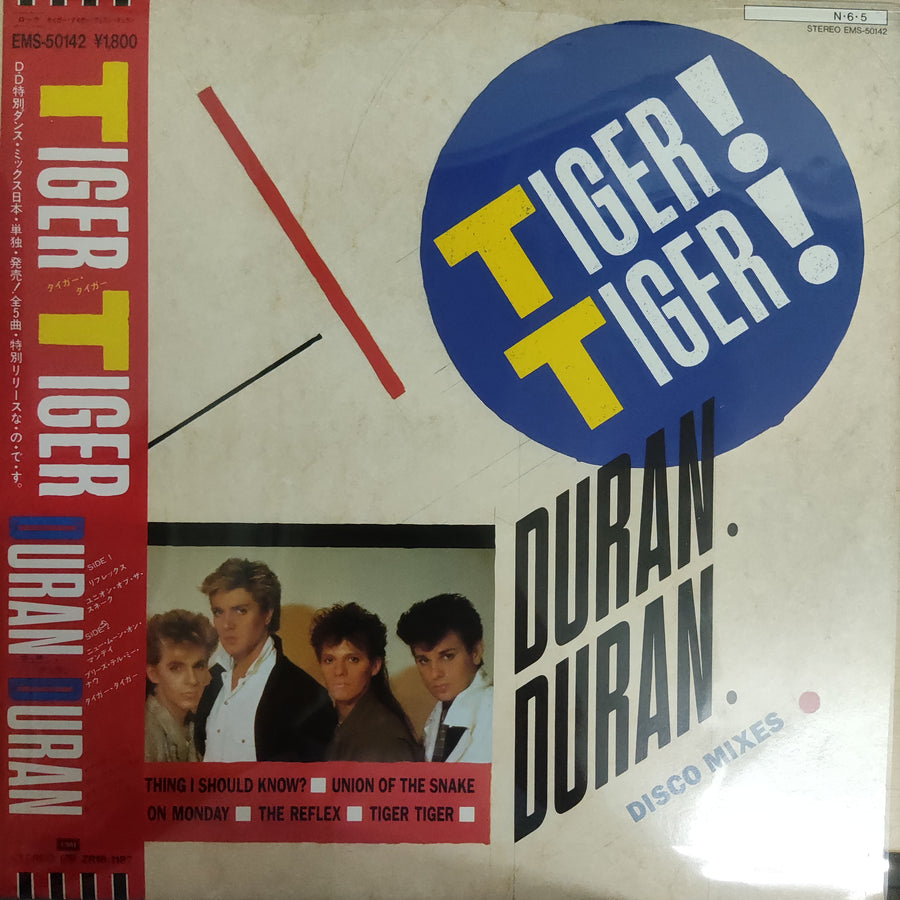 ロック タイガー・タイガー/デュラン・デュラン
EMS-50142 ¥1,800
TIGER TIGER
タイガー・
タイガー
DURAN DURAN
DD特別ダンス・ミックス日本・単独・発売!全5曲・特別リリースな・の・で・す。
SIDE 1
リフレックス
ユニオン・オブ・ザ・
スネーク
SIDE 2
ニュー・ムーン・オン・
マンデイ
プリーズ・テル・ミー・
ナウ
タイガー・タイガー
EMI
N・6・5
STEREO EMS-50142
TIGER!
TIGER!
DURAN.
DURAN.
DISCO MIXES
THING I SHOULD KNOW? UNION OF THE SNAKE
ON MONDAY THE REFLEX TIGER TIGER